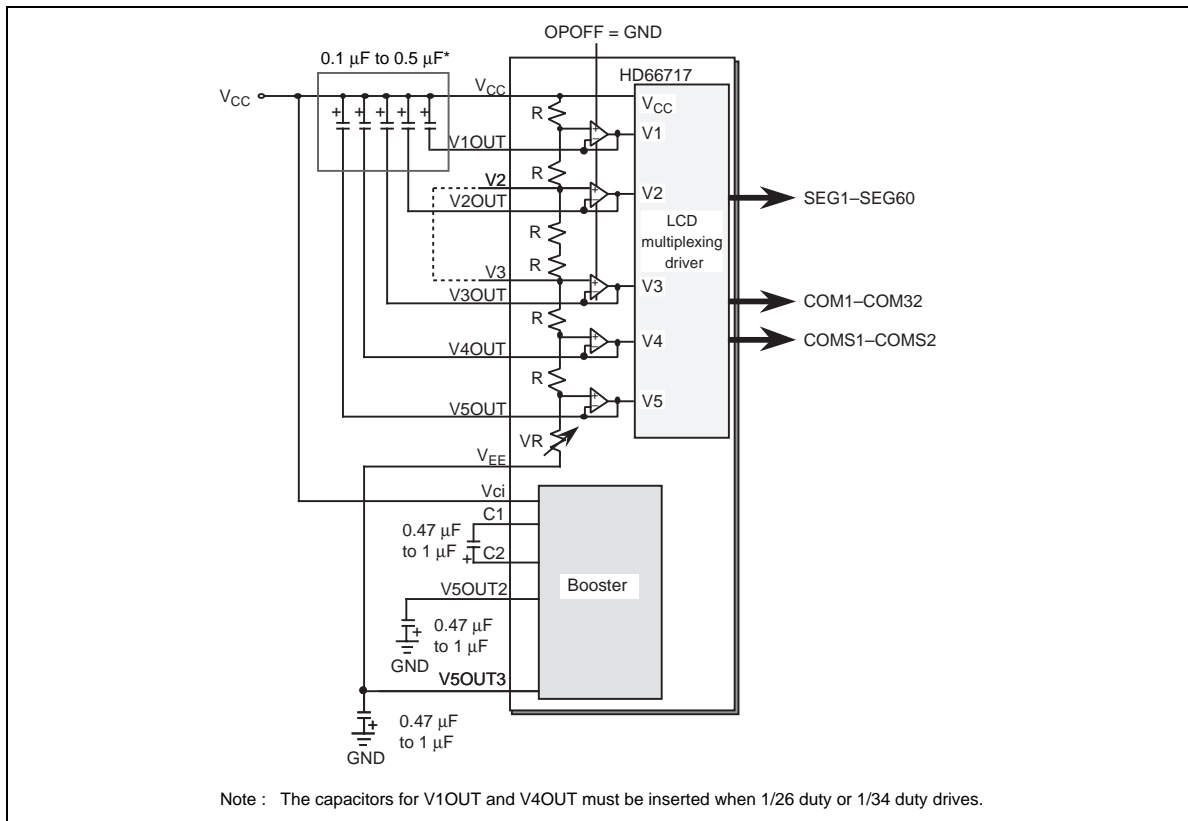 OPOFF = GND
0.1 µF to 0.5 µF*
HD66717
VCC
VCC
VCC
R
V1OUT
V1
R
V2
V2OUT
V2
SEG1–SEG60
R
LCD
multiplexing
driver
R
V3
V3OUT
V3
COM1–COM32
R
V4OUT
V4
COMS1–COMS2
R
V5OUT
V5
VR
VEE
Vci
C1
0.47 µF
to 1 µF
C2
Booster
V5OUT2
0.47 µF
to 1 µF
GND
V5OUT3
0.47 µF
to 1 µF
GND
Note : The capacitors for V1OUT and V4OUT must be inserted when 1/26 duty or 1/34 duty drives.